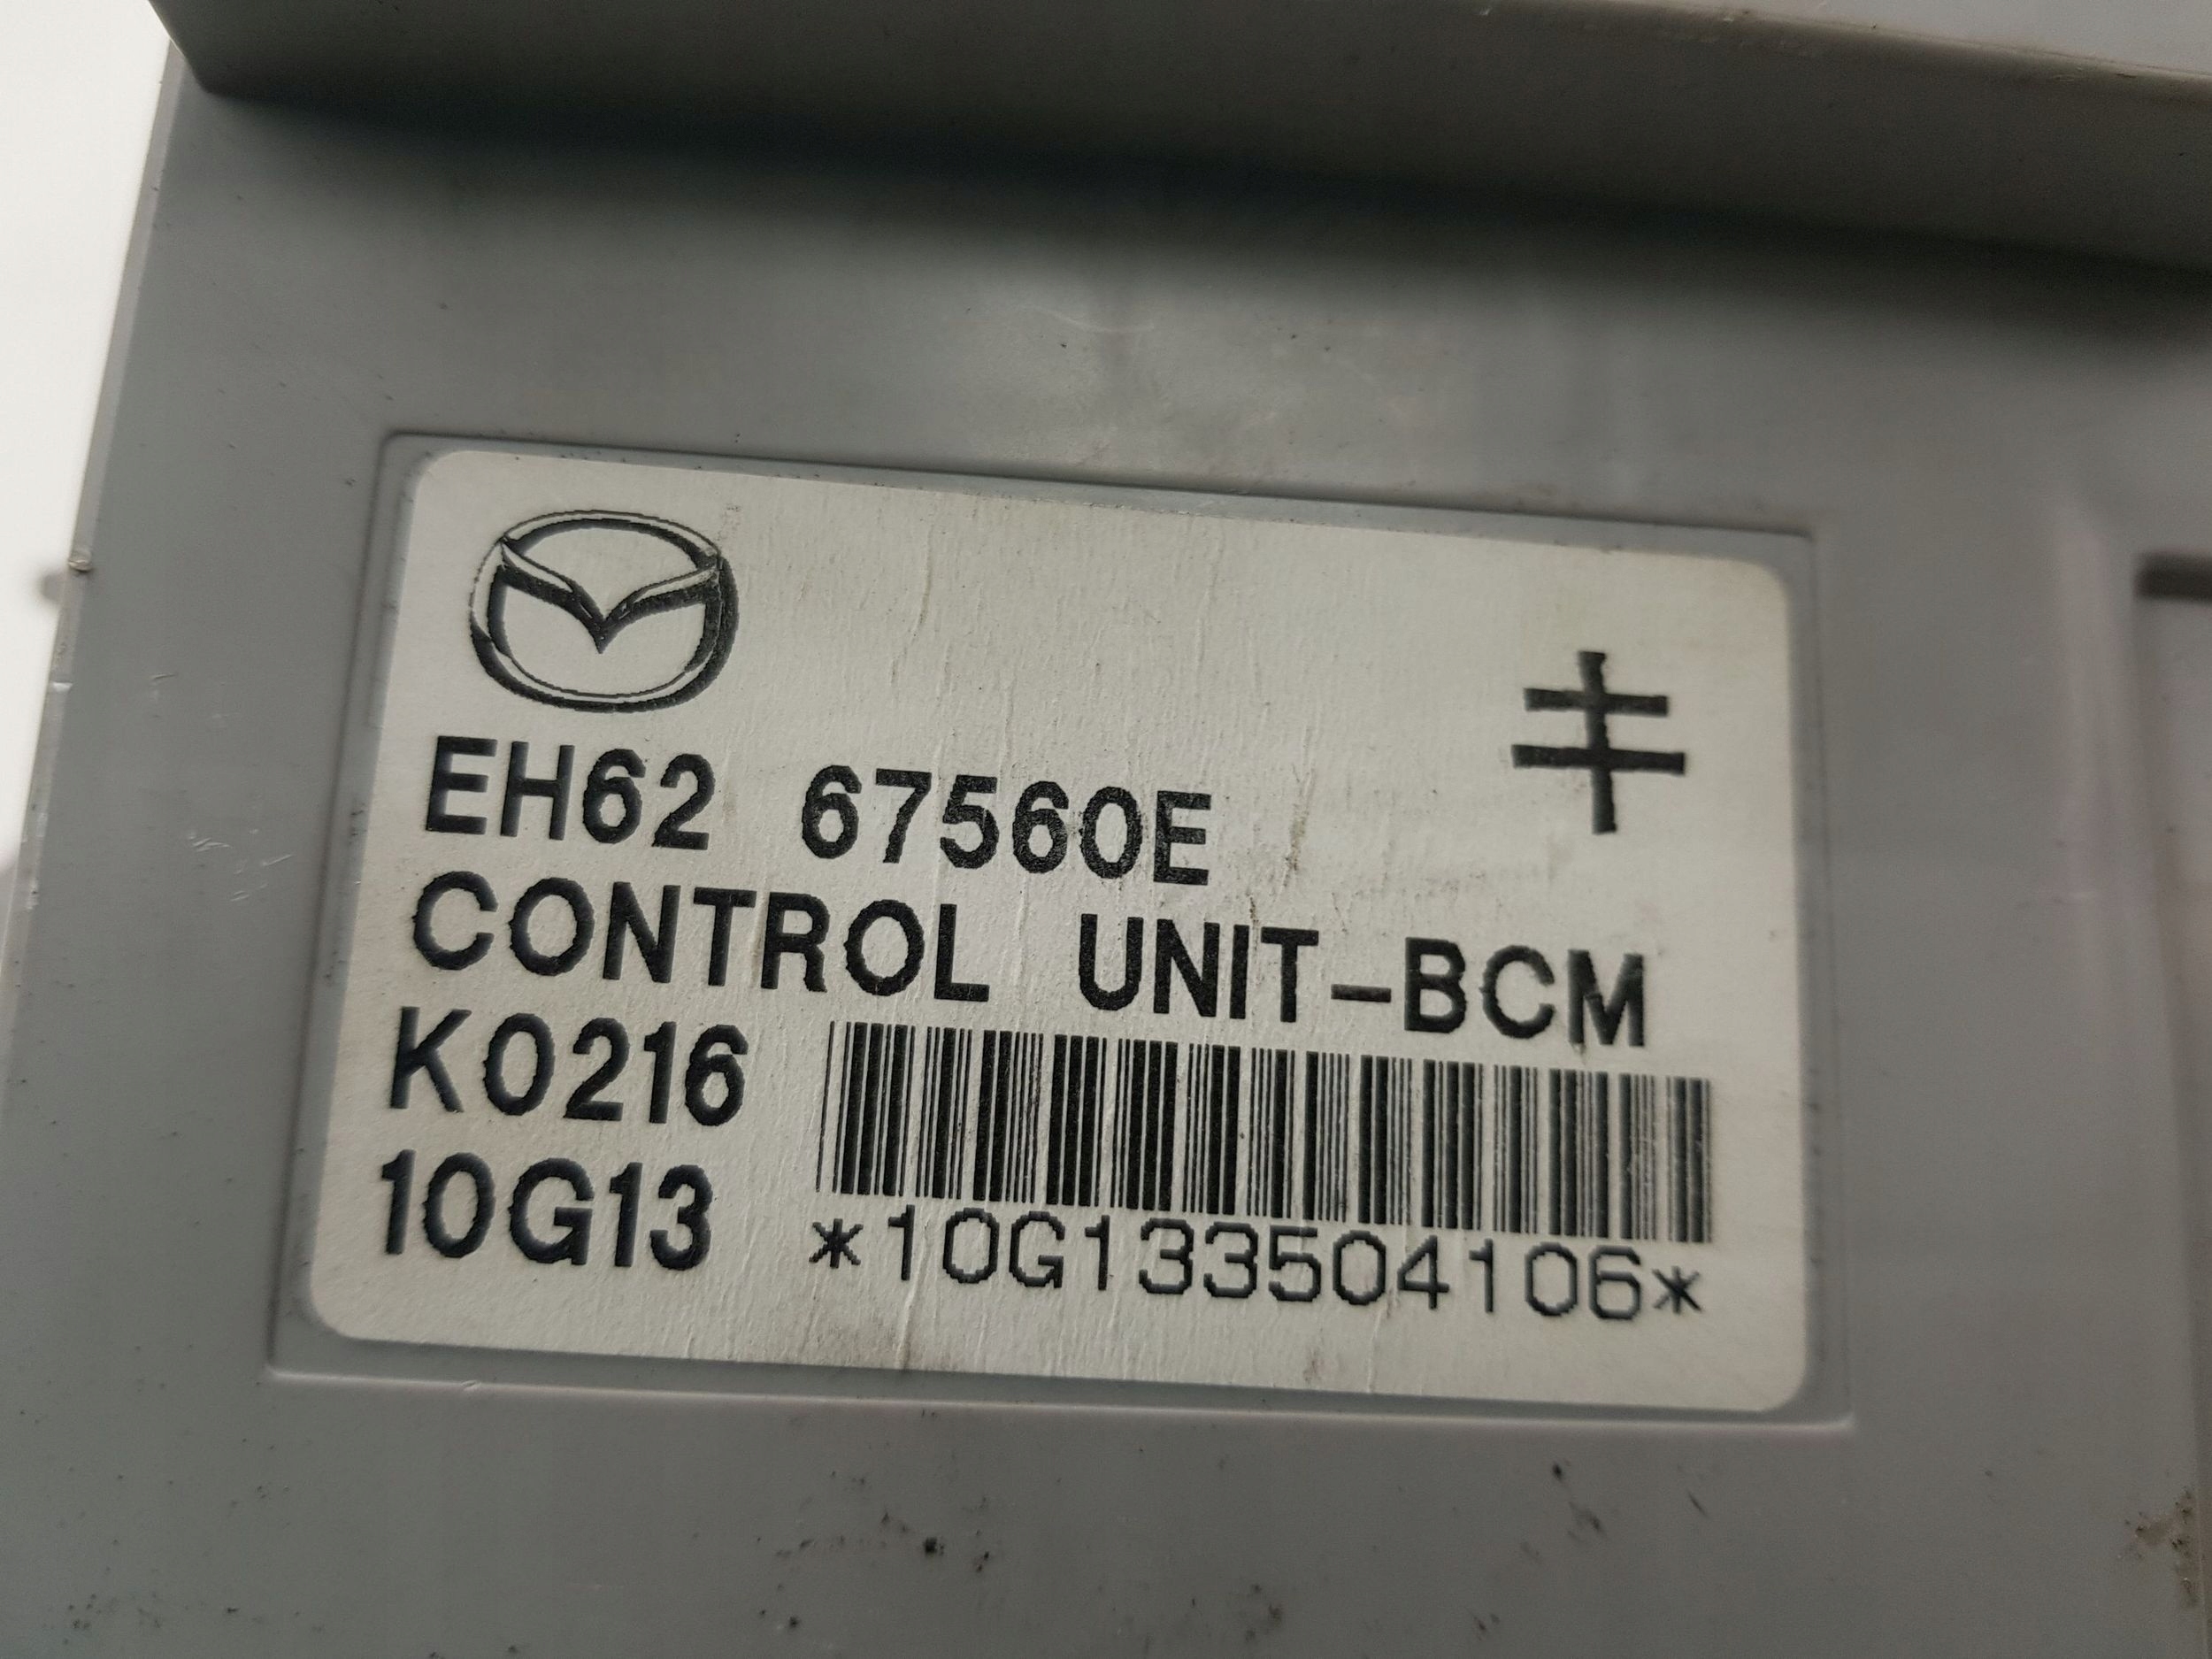 EH62 67560E
CONTROL UNIT-BCM
K0216
10G13
*10G133504106*